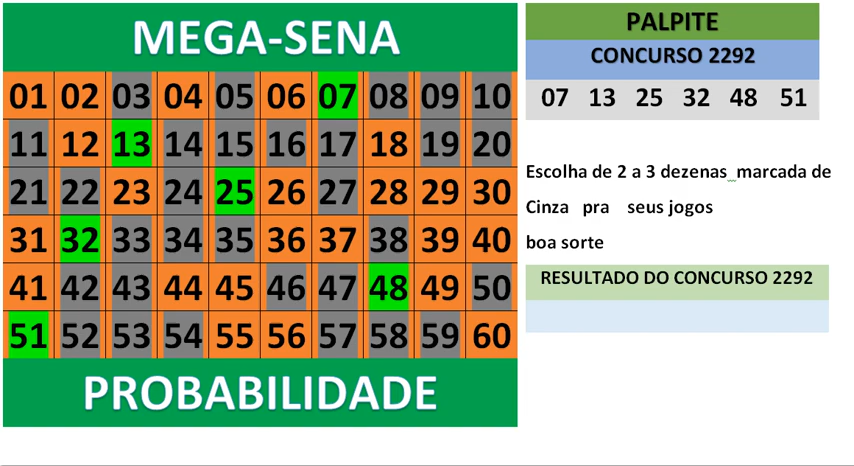 MEGA-SENA
01 02 03 04 05 06 07 08 09 10
11 12 13 14 15 16 17 18 19 20
21 22 23 24 25 26 27 28 29 30
31 32 33 34 35 36 37 38 39 40
41 42 43 44 45 46 47 48 49 50
51 52 53 54 55 56 57 58 59 60
PROBABILIDADE
PALPITE
CONCURSO 2292
07 13 25 32 48 51
Escolha de 2 a 3 dezenas marcada de
Cinza pra seus jogos
boa sorte
RESULTADO DO CONCURSO 2292